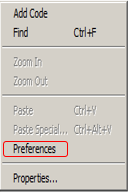 Add Code
Find Ctrl+F
Zoom In
Zoom Out
Paste Ctrl+V
Paste Special... Ctrl+Alt+V
Preferences
Properties...